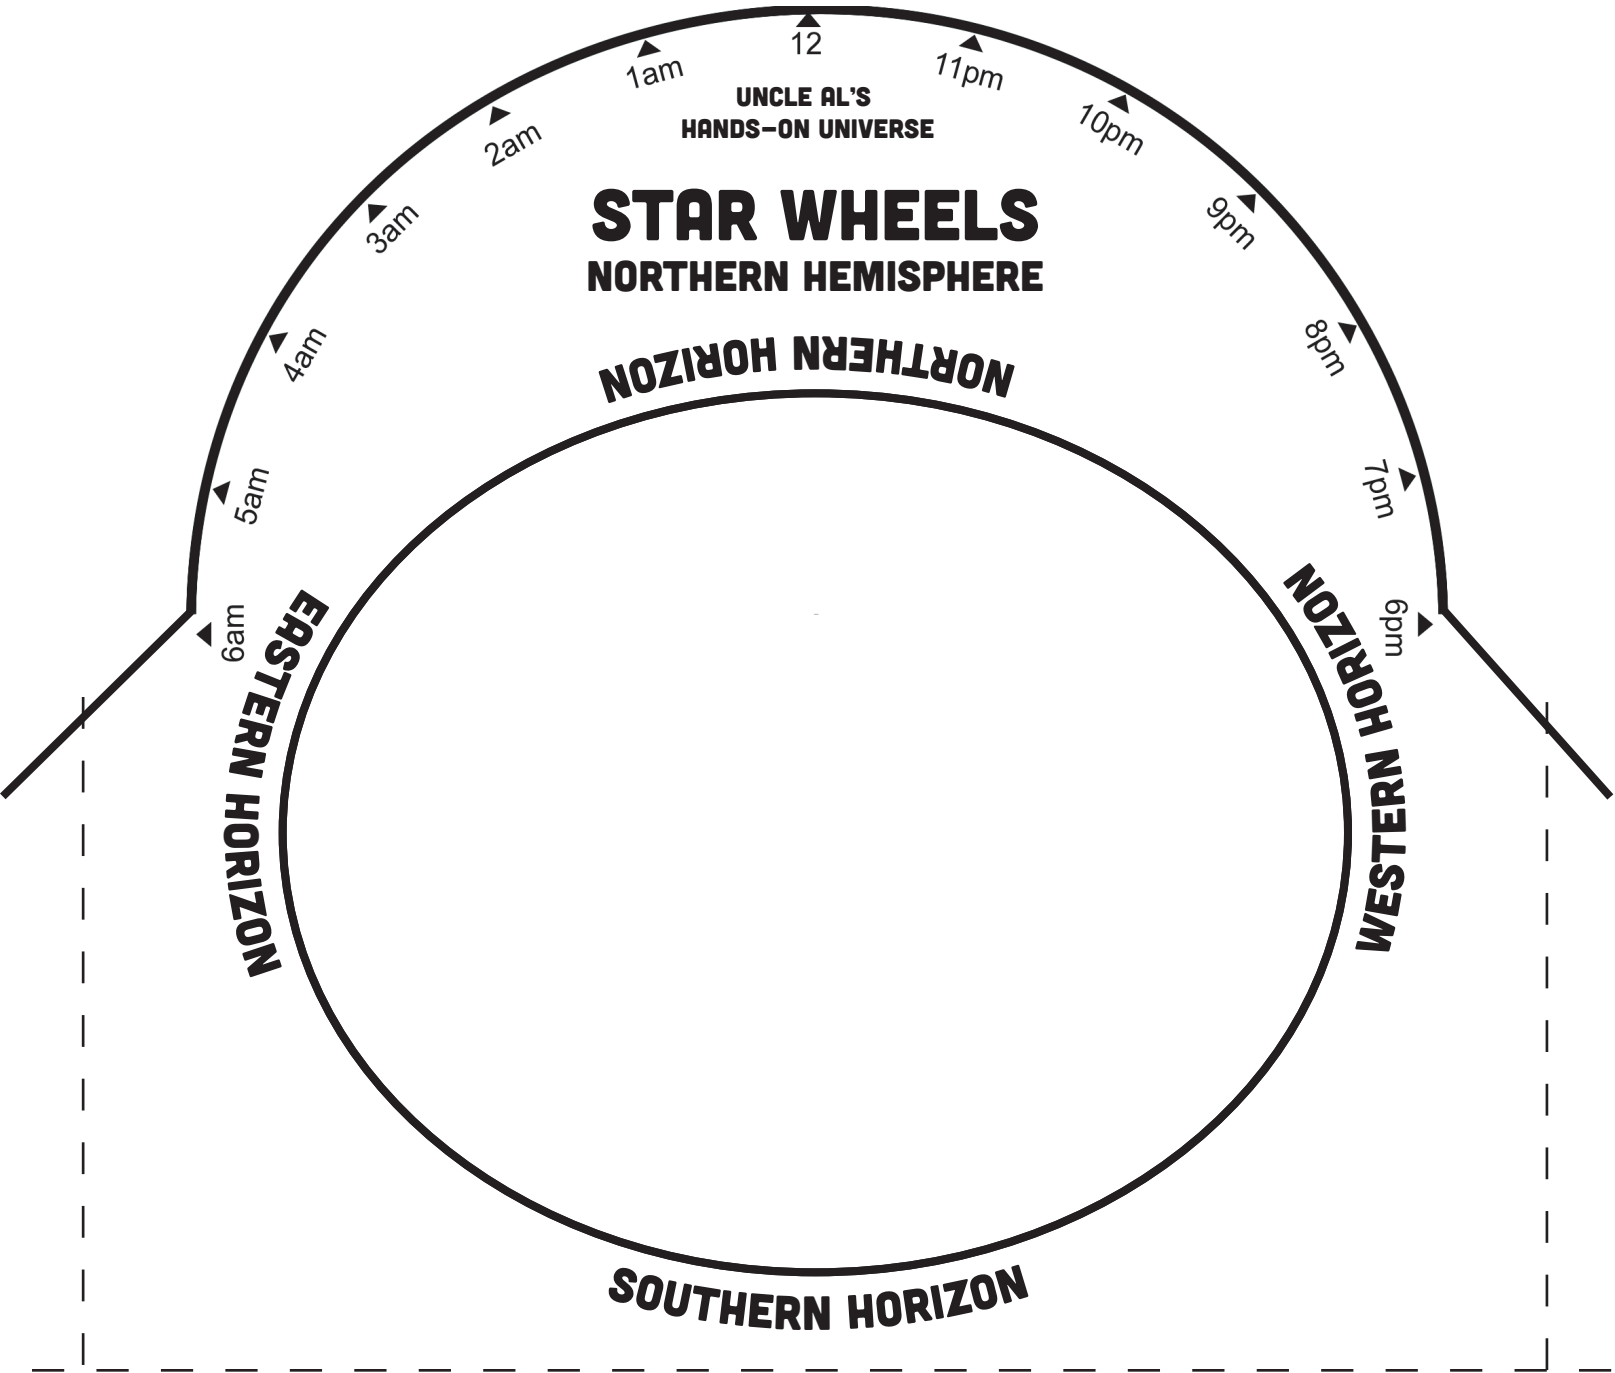 12
1am
11pm
2am
10pm
3am
9pm
4am
8pm
5am
7pm
6am
6pm
UNCLE AL'S
HANDS-ON UNIVERSE
STAR WHEELS
NORTHERN HEMISPHERE
NORTHERN HORIZON
EASTERN HORIZON
WESTERN HORIZON
SOUTHERN HORIZON